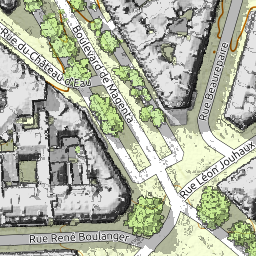 Rue du Château d'Eau
Boulevard de Magenta
Rue Beaurepaire
Rue Léon Jouhaux
Rue René Boulanger